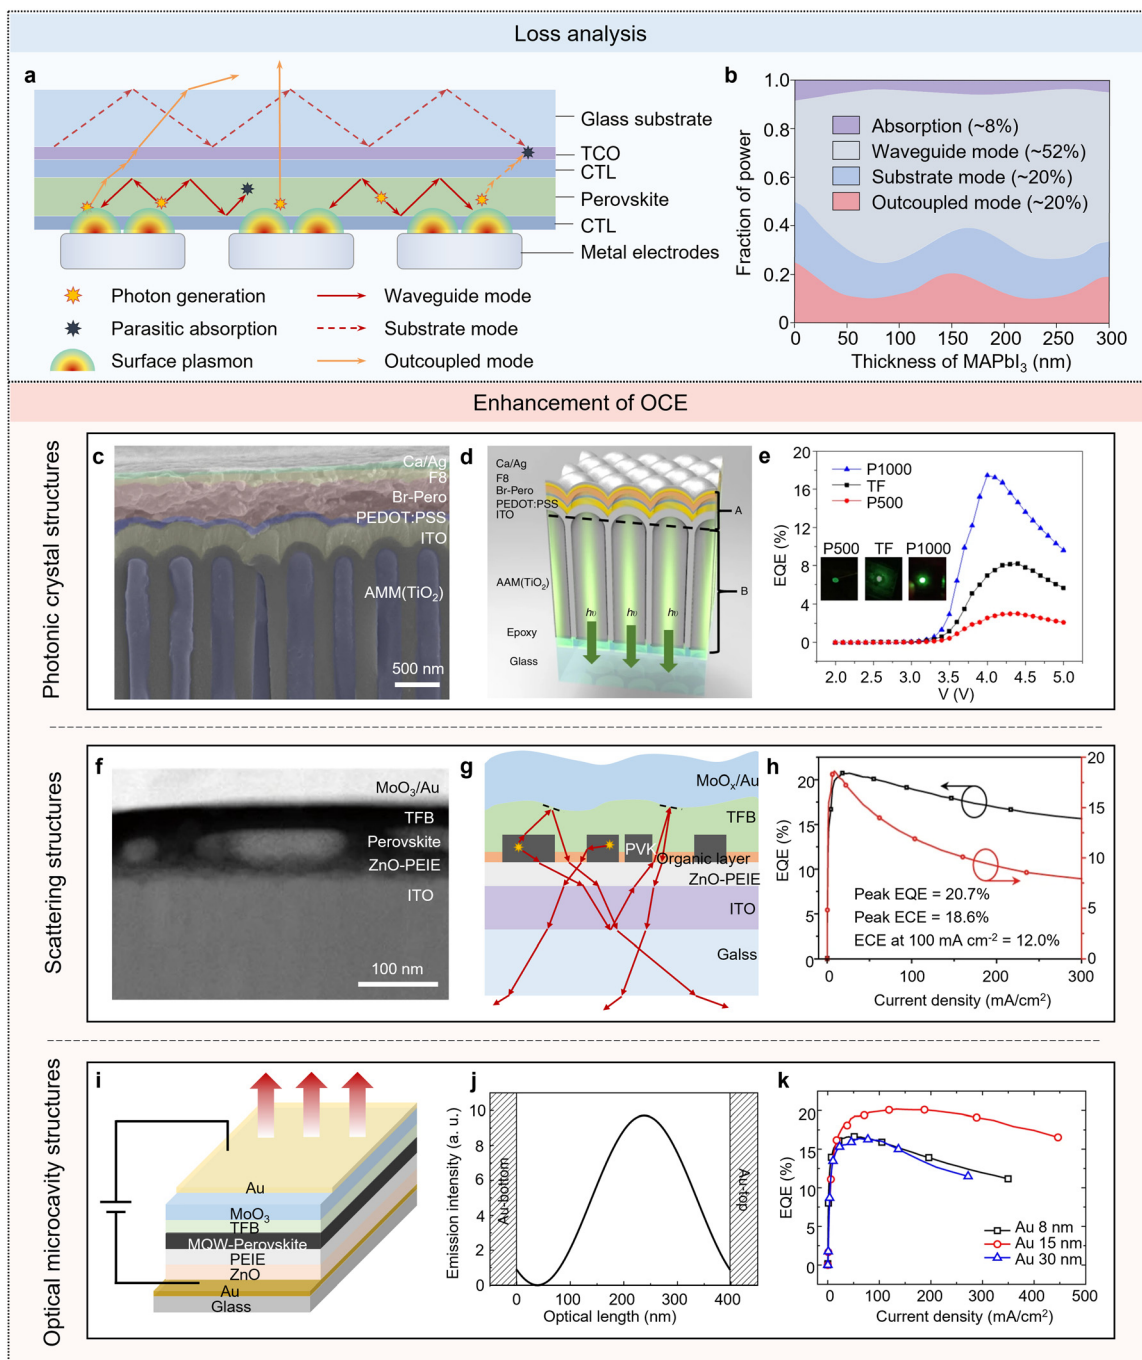 Loss analysis
a
Glass substrate
TCO
CTL
Perovskite
CTL
Metal electrodes
Photon generation
Parasitic absorption
Surface plasmon
Waveguide mode
Substrate mode
Outcoupled mode
b
Fraction of power
1.0
0.8
0.6
0.4
0.2
0
0 50 100 150 200 250 300
Thickness of MAPbI₃ (nm)
Absorption (~8%)
Waveguide mode (~52%)
Substrate mode (~20%)
Outcoupled mode (~20%)
Enhancement of OCE
Photonic crystal structures
c
Ca/Ag
F8
Br-Pero
PEDOT:PSS
ITO
AMM(TiO₂)
500 nm
d
Ca/Ag
F8
Br-Pero
PEDOT:PSS
ITO
AAM(TiO₂)
Epoxy
Glass
A
B
hυ hυ hυ
e
EQE (%)
20
16
12
8
4
0
2.0 2.5 3.0 3.5 4.0 4.5 5.0
V (V)
P1000
TF
P500
P500 TF P1000
Scattering structures
f
MoO₃/Au
TFB
Perovskite
ZnO-PEIE
ITO
100 nm
g
MoOₓ/Au
TFB
PVK
Organic layer
ZnO-PEIE
ITO
Galss
h
EQE (%)
20
15
10
5
0
20
15
10
5
0
Peak EQE = 20.7%
Peak ECE = 18.6%
ECE at 100 mA cm⁻² = 12.0%
0 100 200 300
Current density (mA/cm²)
Optical microcavity structures
i
Au
MoO₃
TFB
MQW-Perovskite
PEIE
ZnO
Au
Glass
j
Emission intensity (a. u.)
10
8
6
4
2
0
Au-bottom
Au-top
0 100 200 300 400
Optical length (nm)
k
EQE (%)
20
15
10
5
0
Au 8 nm
Au 15 nm
Au 30 nm
0 100 200 300 400 500
Current density (mA/cm²)